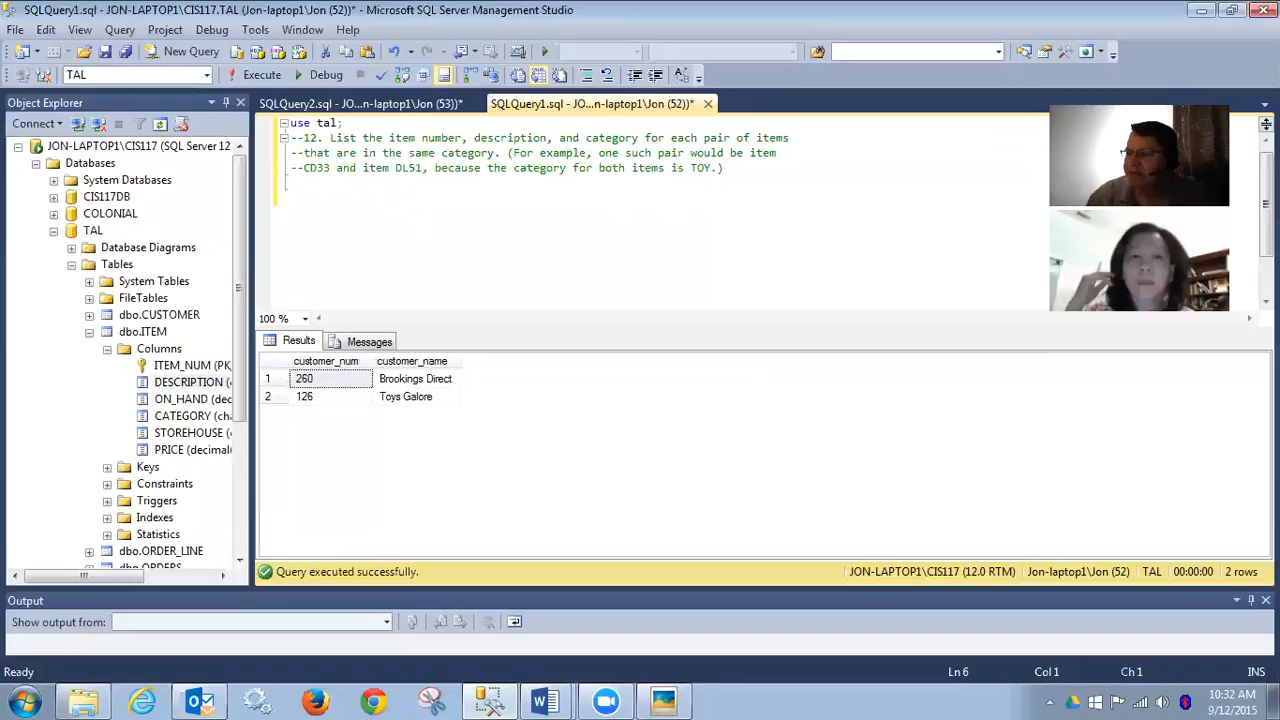 SQLQuery1.sql - JON-LAPTOP1\CIS117.TAL (Jon-laptop1\Jon (52))* - Microsoft SQL Server Management Studio
File Edit View Query Project Debug Tools Window Help
New Query
TAL Execute Debug
Object Explorer
SQLQuery2.sql - JO...n-laptop1\Jon (53))*
SQLQuery1.sql - JO...n-laptop1\Jon (52))*
Connect
JON-LAPTOP1\CIS117 (SQL Server 12
Databases
System Databases
CIS117DB
COLONIAL
TAL
Database Diagrams
Tables
System Tables
FileTables
dbo.CUSTOMER
dbo.ITEM
Columns
ITEM_NUM (PK,
DESCRIPTION (
ON_HAND (dec
CATEGORY (cha
STOREHOUSE (
PRICE (decimal(
Keys
Constraints
Triggers
Indexes
Statistics
dbo.ORDER_LINE
dbo.ORDERS
use tal;
--12. List the item number, description, and category for each pair of items
--that are in the same category. (For example, one such pair would be item
--CD33 and item DL51, because the category for both items is TOY.)
100 %
Results Messages
customer_num customer_name
1 260 Brookings Direct
2 126 Toys Galore
Query executed successfully. JON-LAPTOP1\CIS117 (12.0 RTM) Jon-laptop1\Jon (52) TAL 00:00:00 2 rows
Output
Show output from:
Ready Ln 6 Col 1 Ch 1 INS
10:32 AM
9/12/2015